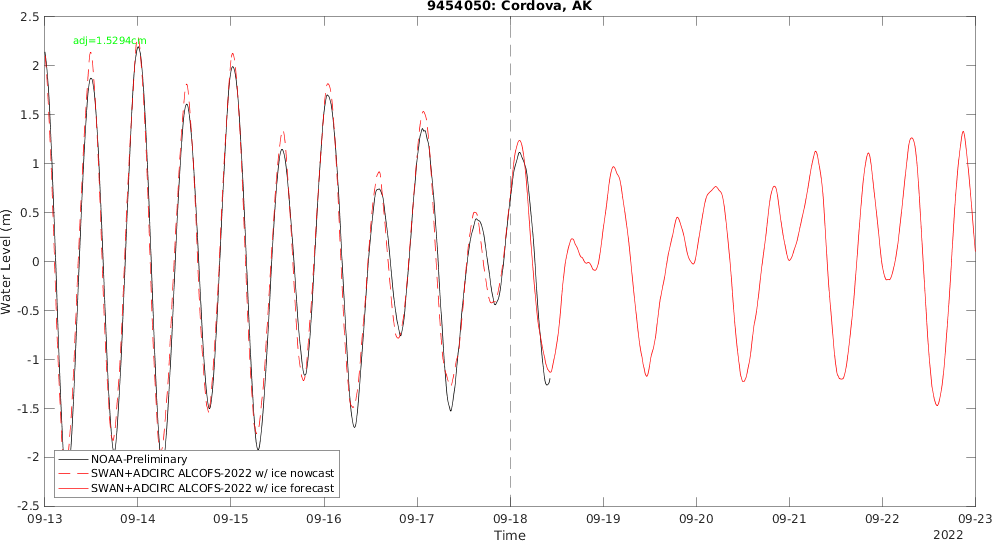 9454050: Cordova, AK
adj=1.5294cm
2.5
2
1.5
1
0.5
0
-0.5
-1
-1.5
-2
-2.5
Water Level (m)
NOAA-Preliminary
SWAN+ADCIRC ALCOFS-2022 w/ ice nowcast
SWAN+ADCIRC ALCOFS-2022 w/ ice forecast
09-13 09-14 09-15 09-16 09-17 09-18 09-19 09-20 09-21 09-22 09-23
Time
2022